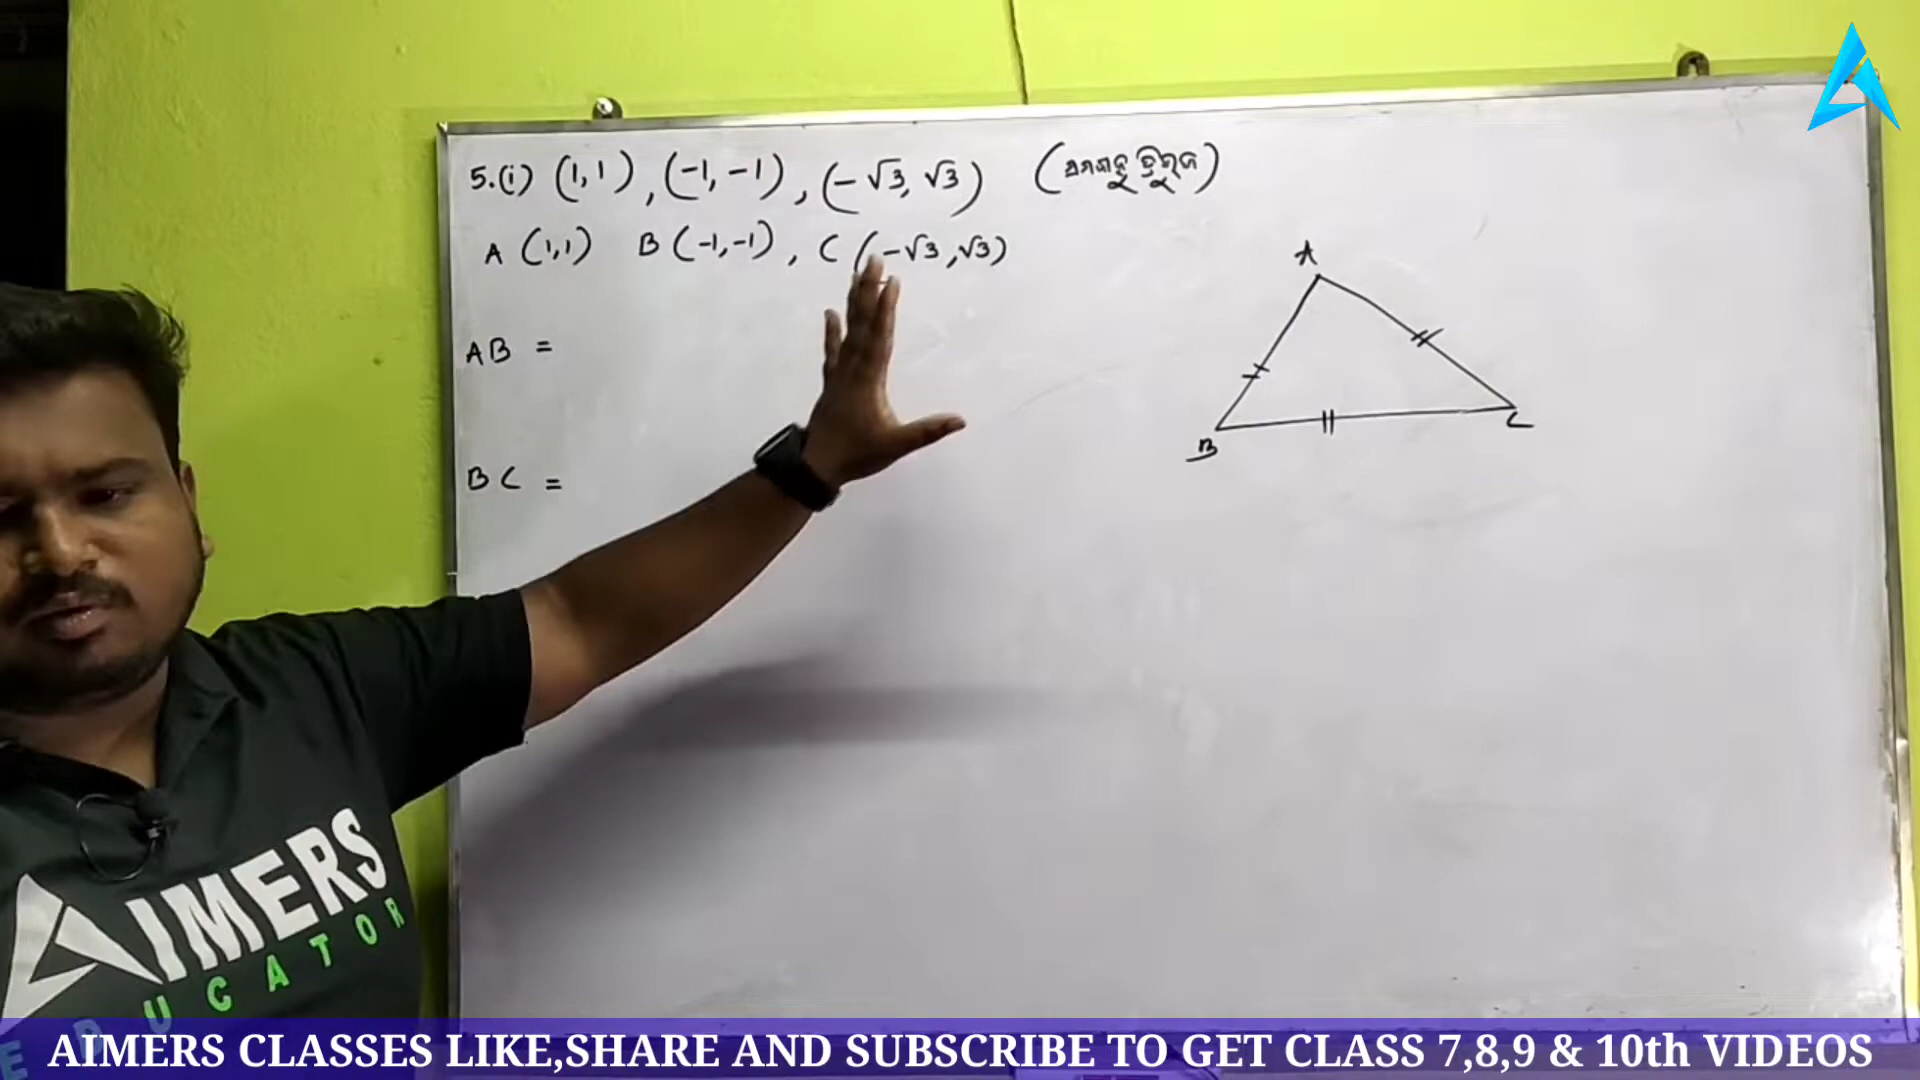 5.(i) (1,1), (-1,-1), (-√3, √3) (ସମବାହୁ ତ୍ରିଭୁଜ)
A (1,1) B (-1,-1), C (-√3, √3)
A
AB =
B
C
BC =
AIMERS
EDUCATOR
AIMERS CLASSES LIKE,SHARE AND SUBSCRIBE TO GET CLASS 7,8,9 & 10th VIDEOS